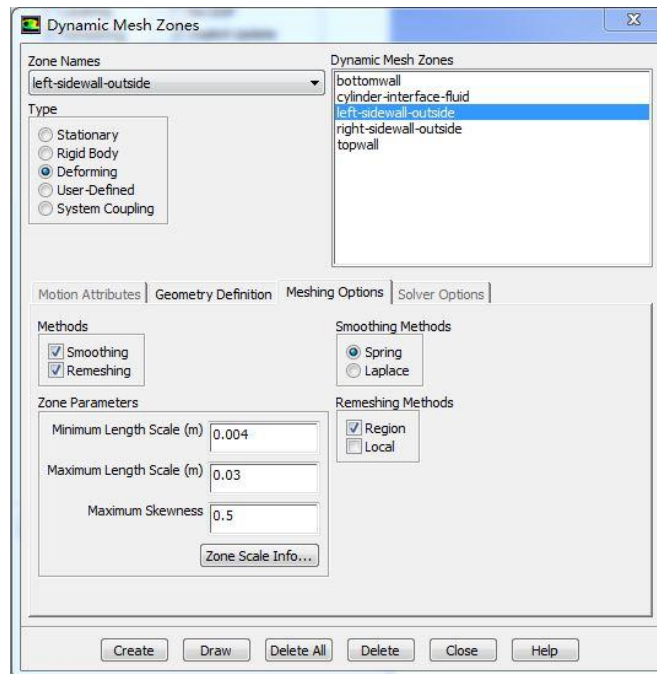 Dynamic Mesh Zones
Zone Names
left-sidewall-outside
Type
Stationary
Rigid Body
Deforming
User-Defined
System Coupling
Dynamic Mesh Zones
bottomwall
cylinder-interface-fluid
left-sidewall-outside
right-sidewall-outside
topwall
Motion Attributes Geometry Definition Meshing Options Solver Options
Methods
Smoothing
Remeshing
Smoothing Methods
Spring
Laplace
Zone Parameters
Minimum Length Scale (m) 0.004
Maximum Length Scale (m) 0.03
Maximum Skewness 0.5
Zone Scale Info...
Remeshing Methods
Region
Local
Create Draw Delete All Delete Close Help